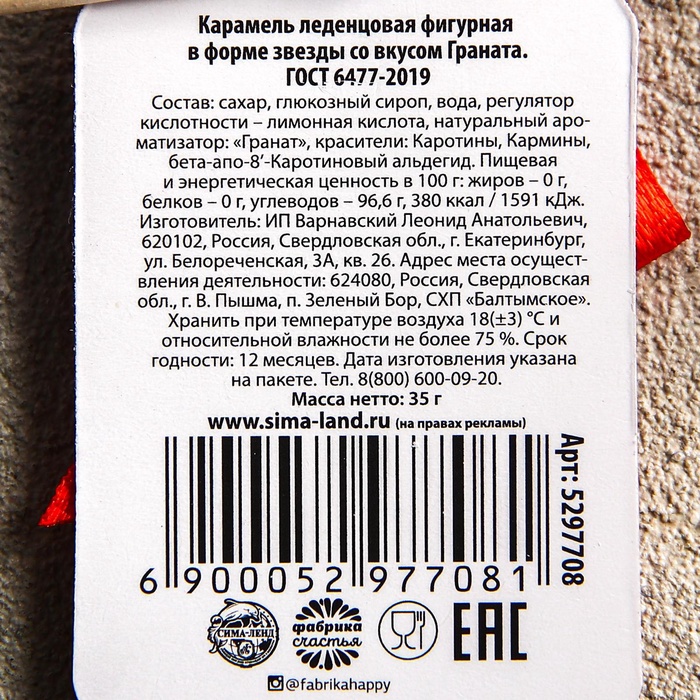 Карамель леденцовая фигурная
в форме звезды со вкусом Граната.
ГОСТ 6477-2019
Состав: сахар, глюкозный сироп, вода, регулятор
кислотности – лимонная кислота, натуральный аро-
матизатор: «Гранат», красители: Каротины, Кармины,
бета-апо-8’-Каротиновый альдегид. Пищевая
и энергетическая ценность в 100 г: жиров – 0 г,
белков – 0 г, углеводов – 96,6 г, 380 ккал / 1591 кДж.
Изготовитель: ИП Варнавский Леонид Анатольевич,
620102, Россия, Свердловская обл., г. Екатеринбург,
ул. Белореченская, 3А, кв. 26. Адрес места осущест-
вления деятельности: 624080, Россия, Свердловская
обл., г. В. Пышма, п. Зеленый Бор, СХП «Балтымское».
Хранить при температуре воздуха 18(±3) °С и
относительной влажности не более 75 %. Срок
годности: 12 месяцев. Дата изготовления указана
на пакете. Тел. 8(800) 600-09-20.
Масса нетто: 35 г
www.sima-land.ru (на правах рекламы)
Арт: 5297708
6 900052 977081
СИМА-ЛЕНД
фабрика
счастья
ЕАС
@fabrikahappy